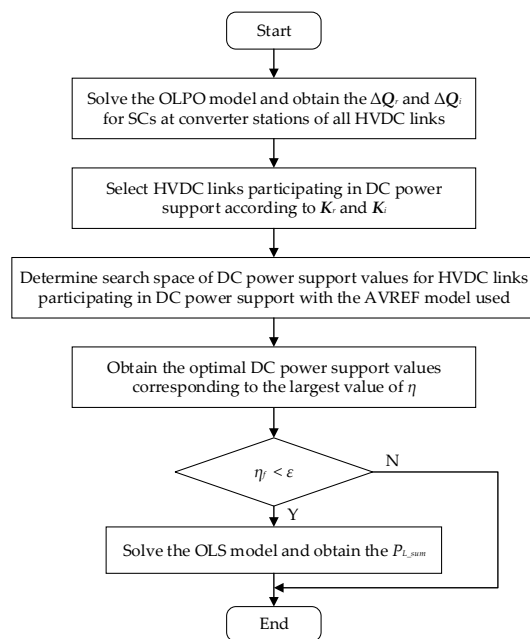 Start
Solve the OLPO model and obtain the ΔQr and ΔQi
for SCs at converter stations of all HVDC links
Select HVDC links participating in DC power
support according to Kr and Ki
Determine search space of DC power support values for HVDC links
participating in DC power support with the AVREF model used
Obtain the optimal DC power support values
corresponding to the largest value of η
ηf < ε
N
Y
Solve the OLS model and obtain the PL_sum
End